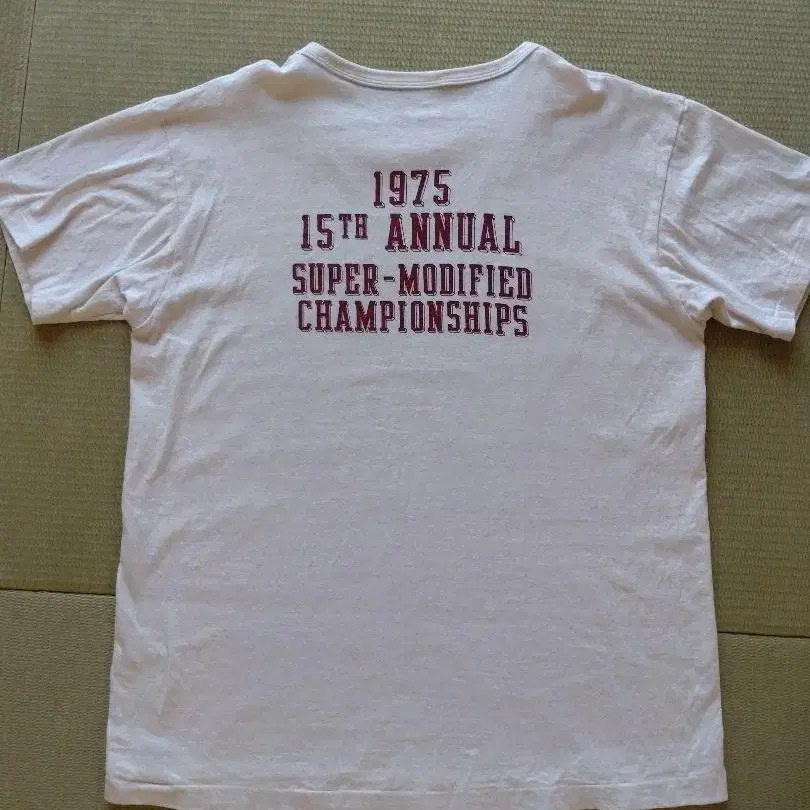 1975
15TH ANNUAL
SUPER-MODIFIED
CHAMPIONSHIPS